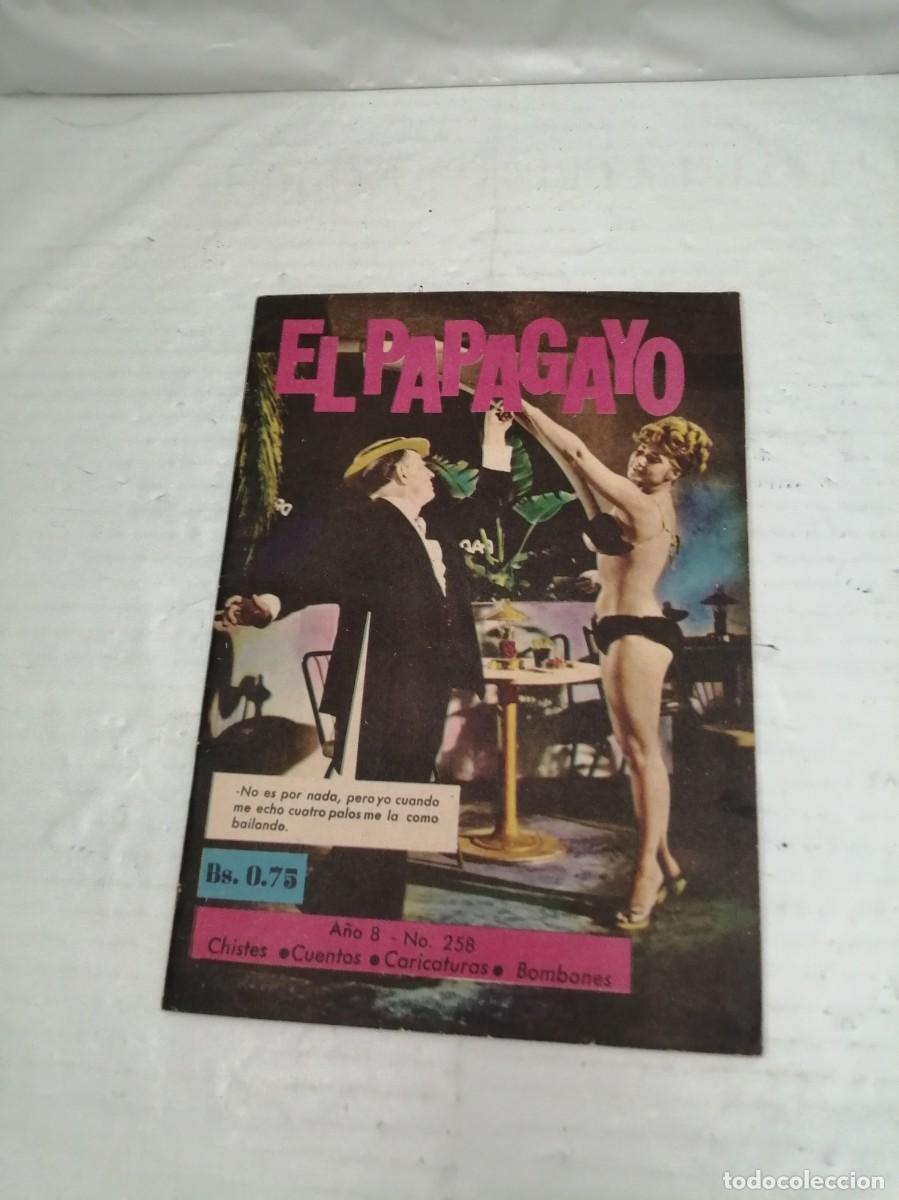 EL PAPAGAYO
-No es por nada, pero yo cuando
me echo cuatro palos me la como
bailando.
Bs. 0.75
Año 8 - No. 258
Chistes ● Cuentos ● Caricaturas ● Bombones
todocoleccion